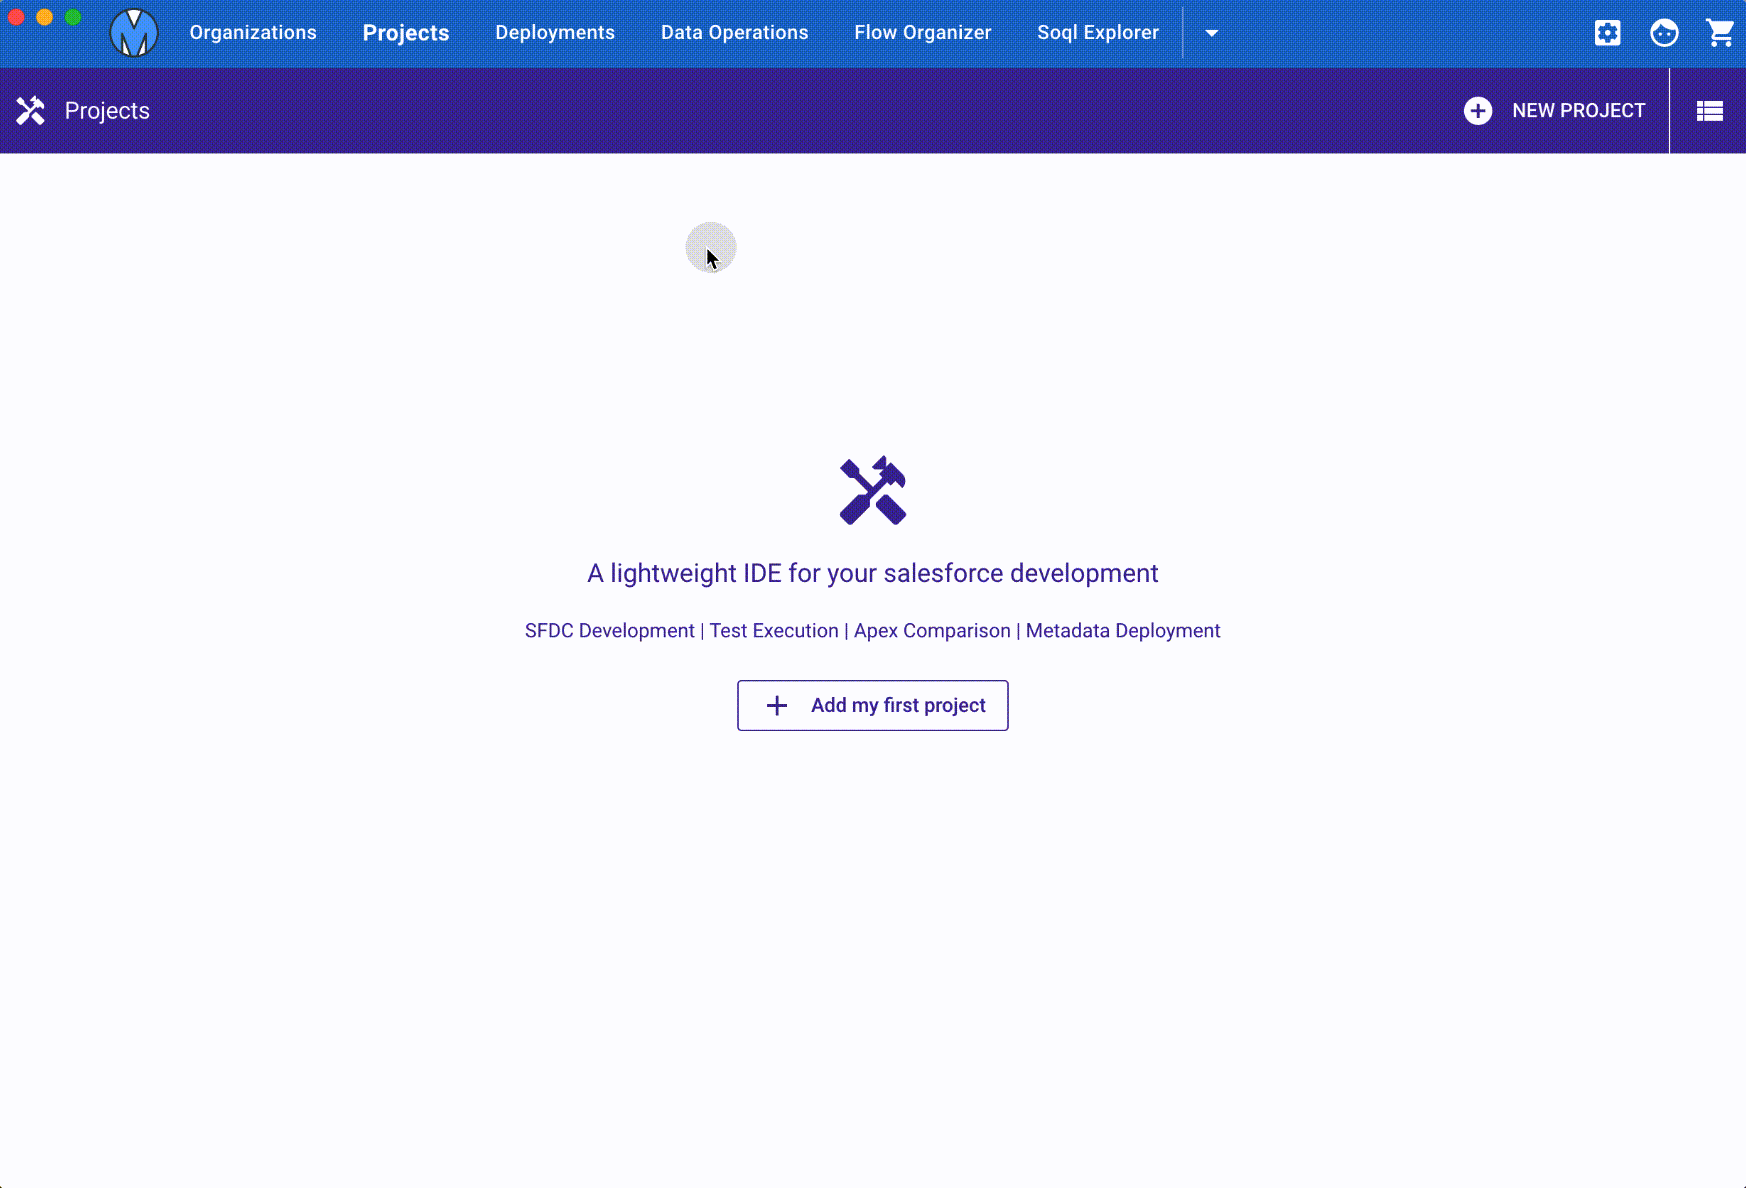 Organizations Projects Deployments Data Operations Flow Organizer Soql Explorer
Projects NEW PROJECT
A lightweight IDE for your salesforce development
SFDC Development | Test Execution | Apex Comparison | Metadata Deployment
Add my first project